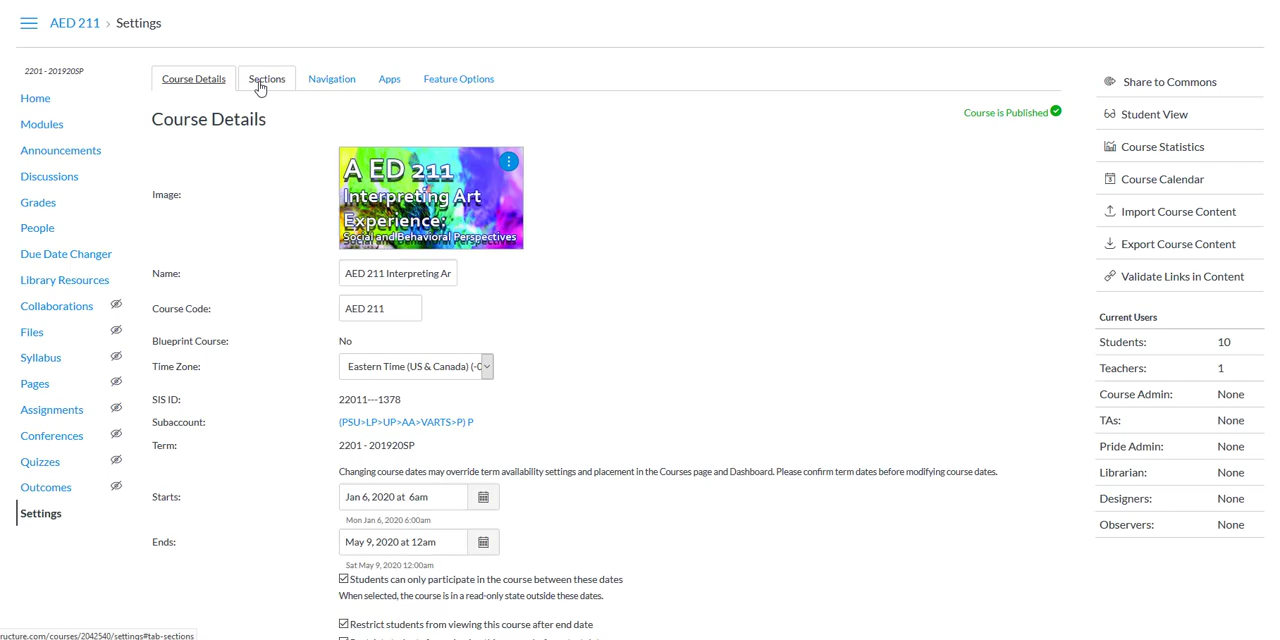 AED 211 › Settings
2201 - 201920SP
Home
Modules
Announcements
Discussions
Grades
People
Due Date Changer
Library Resources
Collaborations
Files
Syllabus
Pages
Assignments
Conferences
Quizzes
Outcomes
Settings
Course Details
Sections
Navigation
Apps
Feature Options
Course Details
Course is Published
Image:
A ED 211
Interpreting Art
Experience:
Social and Behavioral Perspectives
Name:
AED 211 Interpreting Ar
Course Code:
AED 211
Blueprint Course:
No
Time Zone:
Eastern Time (US & Canada) (-0
SIS ID:
22011---1378
Subaccount:
(PSU>LP>UP>AA>VARTS>P) P
Term:
2201 - 201920SP
Changing course dates may override term availability settings and placement in the Courses page and Dashboard. Please confirm term dates before modifying course dates.
Starts:
Jan 6, 2020 at 6am
Mon Jan 6, 2020 6:00am
Ends:
May 9, 2020 at 12am
Sat May 9, 2020 12:00am
Students can only participate in the course between these dates
When selected, the course is in a read-only state outside these dates.
Restrict students from viewing this course after end date
Share to Commons
Student View
Course Statistics
Course Calendar
Import Course Content
Export Course Content
Validate Links in Content
Current Users
Students: 10
Teachers: 1
Course Admin: None
TAs: None
Pride Admin: None
Librarian: None
Designers: None
Observers: None
ructure.com/courses/2042540/settings#tab-sections